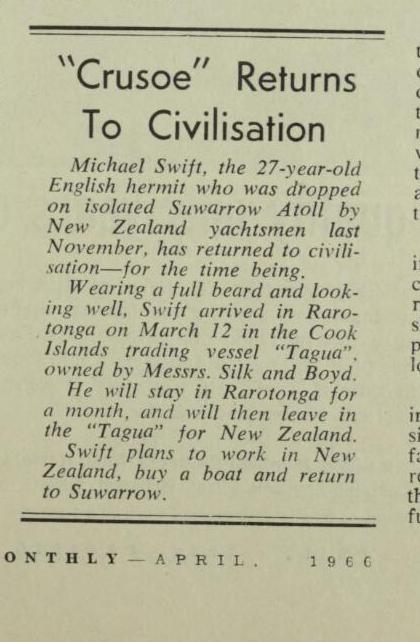 "Crusoe" Returns
To Civilisation
Michael Swift, the 27-year-old
English hermit who was dropped
on isolated Suwarrow Atoll by
New Zealand yachtsmen last
November, has returned to civili-
sation—for the time being.
Wearing a full beard and look-
ing well, Swift arrived in Raro-
tonga on March 12 in the Cook
Islands trading vessel "Tagua",
owned by Messrs. Silk and Boyd.
He will stay in Rarotonga for
a month, and will then leave in
the "Tagua" for New Zealand.
Swift plans to work in New
Zealand, buy a boat and return
to Suwarrow.
ONTHLY — APRIL, 1966